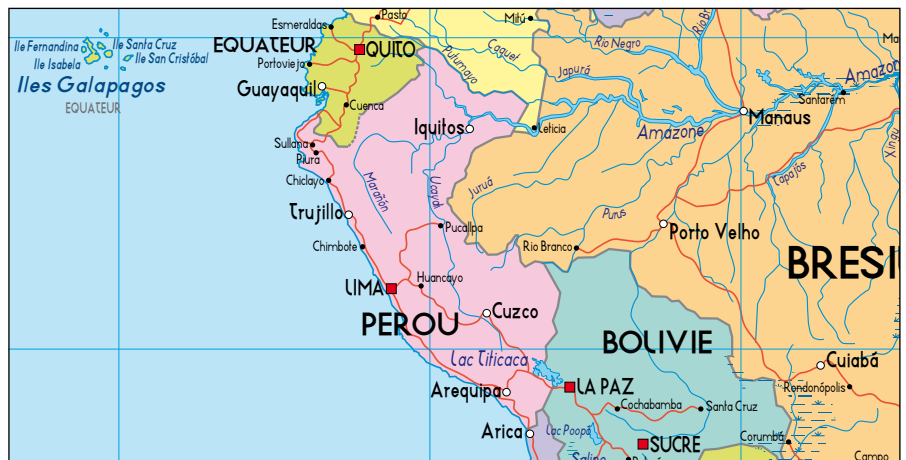 Pasto
Mitú
Esmeraldas
Ile Fernandina
Ile Santa Cruz
EQUATEUR
QUITO
Rio Negro
Ile Isabela
Ile San Cristóbal
Portoviejo
Putumayo
Caquet
Japurá
Amazon
Iles Galapagos
Guayaquil
Santarém
EQUATEUR
Cuenca
Manaus
Iquitos
Leticia
Amazone
Xingu
Sullana
Piura
Tapajós
Chiclayo
Marañón
Ucayali
Juruá
Trujillo
Purus
Pucallpa
Porto Velho
Chimbote
Rio Branco
BRESI
Huancayo
LIMA
PEROU
Cuzco
BOLIVIE
Lac Titicaca
Cuiabá
Arequipa
LA PAZ
Rondonópolis
Cochabamba
Santa Cruz
Arica
Lac Poopó
SUCRE
Corumbá
Campo